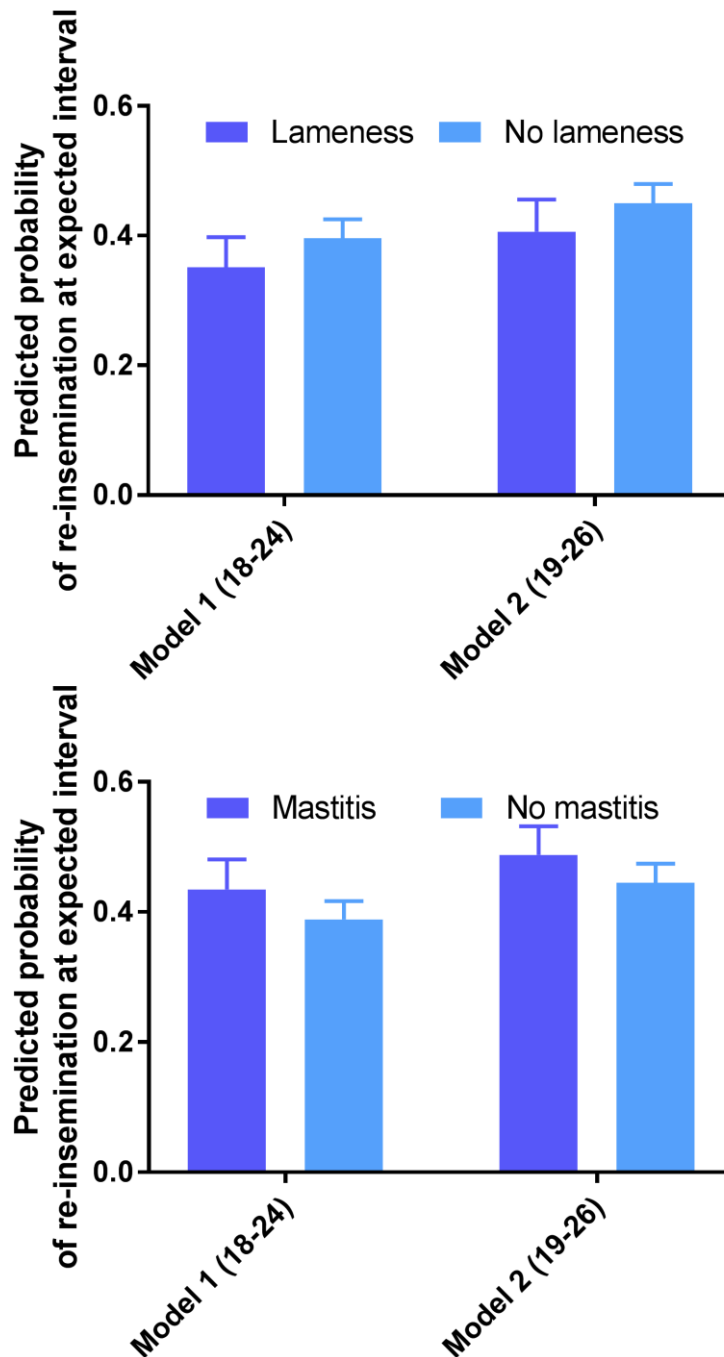 Predicted probability
of re-insemination at expected interval
0.6
0.4
0.2
0.0
Lameness
No lameness
Model 1 (18-24)
Model 2 (19-26)
Predicted probability
of re-insemination at expected interval
0.6
0.4
0.2
0.0
Mastitis
No mastitis
Model 1 (18-24)
Model 2 (19-26)